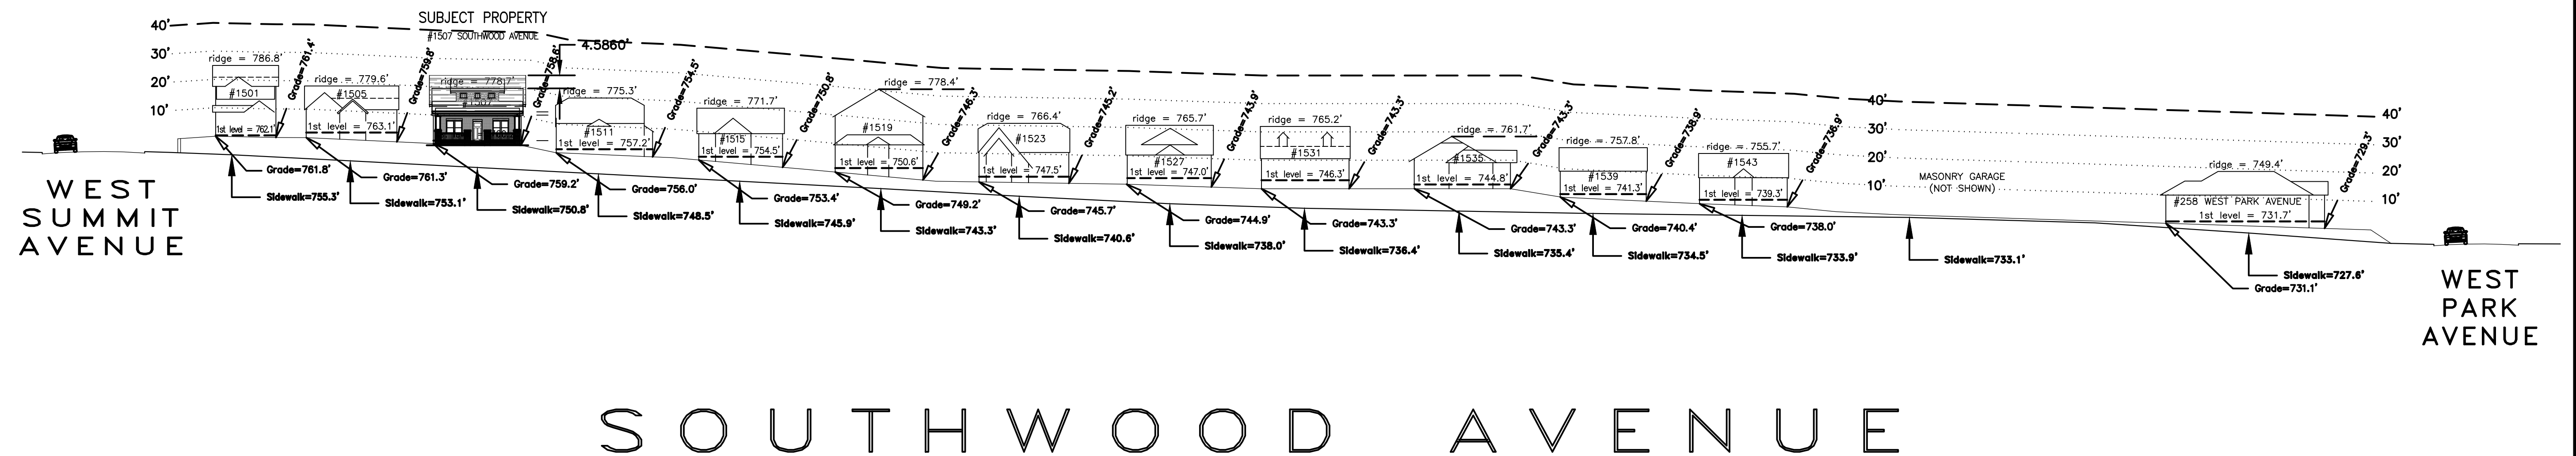 SUBJECT PROPERTY
#1507 SOUTHWOOD AVENUE
40'
30'
20'
10'
ridge = 786.8'
#1501
1st level = 762.1'
Grade=761.4'
Grade=761.8'
Sidewalk=755.3'
ridge = 779.6'
#1505
1st level = 763.1'
Grade=759.8'
Grade=761.3'
Sidewalk=753.1'
ridge = 778.7'
#1507
4.5860'
Grade=758.6'
Grade=759.2'
Sidewalk=750.8'
ridge = 775.3'
#1511
1st level = 757.2'
Grade=754.5'
Grade=756.0'
Sidewalk=748.5'
ridge = 771.7'
#1515
1st level = 754.5'
Grade=750.8'
Grade=753.4'
Sidewalk=745.9'
ridge = 778.4'
#1519
1st level = 750.6'
Grade=746.3'
Grade=749.2'
Sidewalk=743.3'
ridge = 766.4'
#1523
1st level = 747.5'
Grade=745.2'
Grade=745.7'
Sidewalk=740.6'
ridge = 765.7'
#1527
1st level = 747.0'
Grade=743.9'
Grade=744.9'
Sidewalk=738.0'
ridge = 765.2'
#1531
1st level = 746.3'
Grade=743.3'
Grade=743.3'
Sidewalk=736.4'
ridge = 761.7'
#1535
1st level = 744.8'
Grade=743.3'
Grade=743.3'
Sidewalk=735.4'
ridge = 757.8'
#1539
1st level = 741.3'
Grade=738.9'
Grade=740.4'
Sidewalk=734.5'
ridge = 755.7'
#1543
1st level = 739.3'
Grade=736.9'
Grade=738.0'
Sidewalk=733.9'
40'
30'
20'
10'
MASONRY GARAGE
(NOT SHOWN)
Sidewalk=733.1'
ridge = 749.4'
#258 WEST PARK AVENUE
1st level = 731.7'
Grade=729.3'
Sidewalk=727.6'
Grade=731.1'
40'
30'
20'
10'
WEST
SUMMIT
AVENUE
WEST
PARK
AVENUE
SOUTHWOOD AVENUE